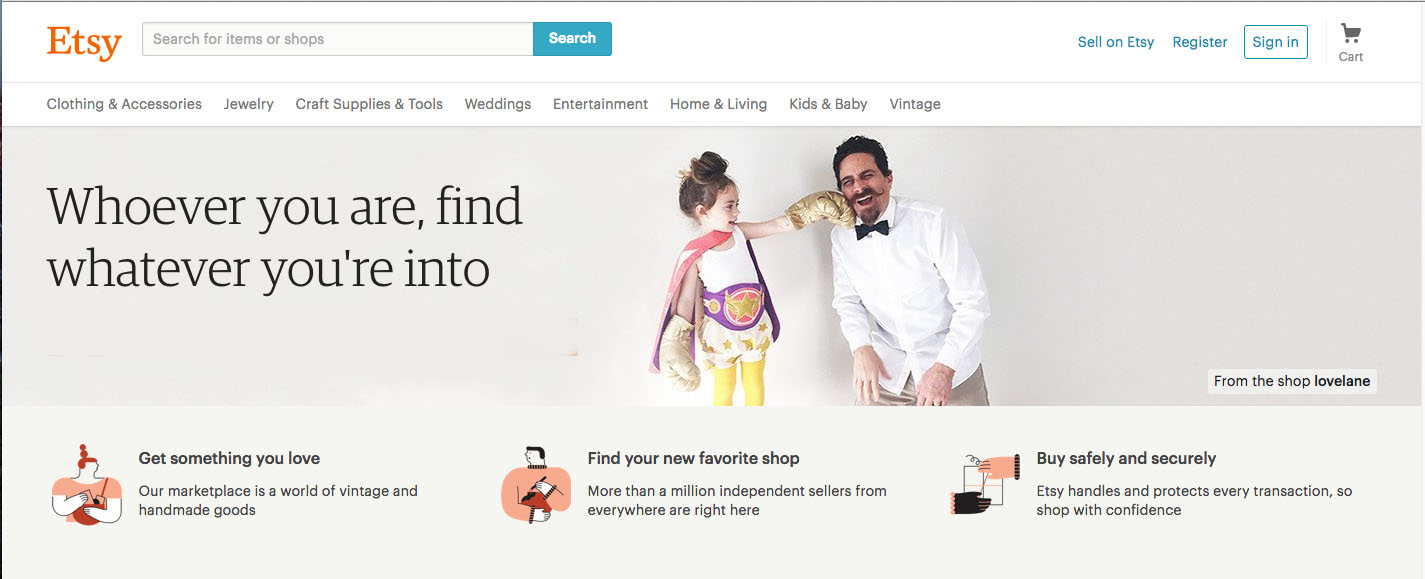 Etsy
Search for items or shops
Search
Sell on Etsy
Register
Sign in
Cart
Clothing & Accessories
Jewelry
Craft Supplies & Tools
Weddings
Entertainment
Home & Living
Kids & Baby
Vintage
Whoever you are, find
whatever you're into
From the shop lovelane
Get something you love
Our marketplace is a world of vintage and
handmade goods
Find your new favorite shop
More than a million independent sellers from
everywhere are right here
Buy safely and securely
Etsy handles and protects every transaction, so
shop with confidence